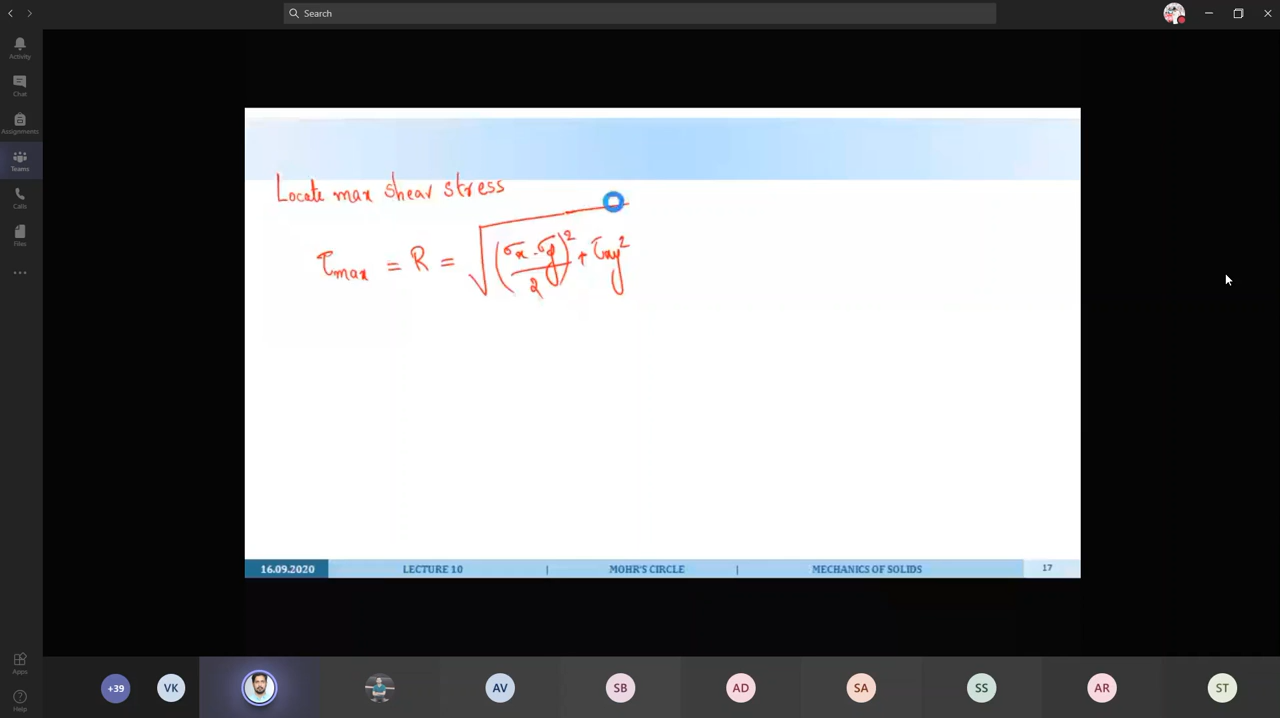 Search
Activity
Chat
Assignments
Teams
Calls
Files
Locate max shear stress
τmax = R = √((σx - σy)/2)² + τxy²
16.09.2020 LECTURE 10 | MOHR'S CIRCLE | MECHANICS OF SOLIDS 17
Apps
Help
+39 VK AV SB AD SA SS AR ST